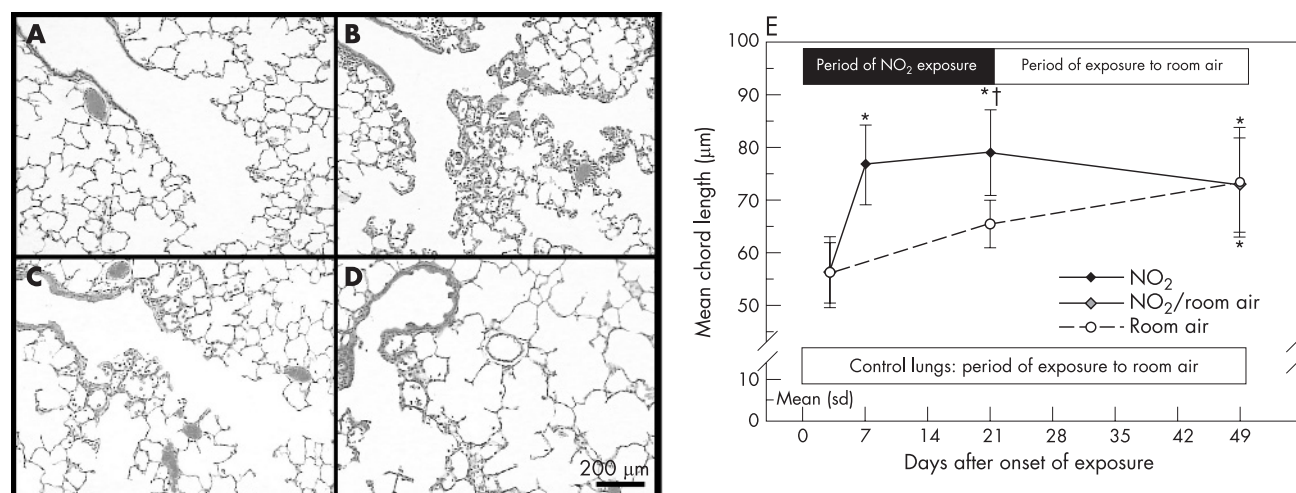 A
B
C
D
200 μm
E
Mean chord length (μm)
100
90
80
70
60
50
10
0
Period of NO₂ exposure
Period of exposure to room air
*
*†
*
*
NO₂
NO₂/room air
Room air
Control lungs: period of exposure to room air
Mean (sd)
0 7 14 21 28 35 42 49
Days after onset of exposure